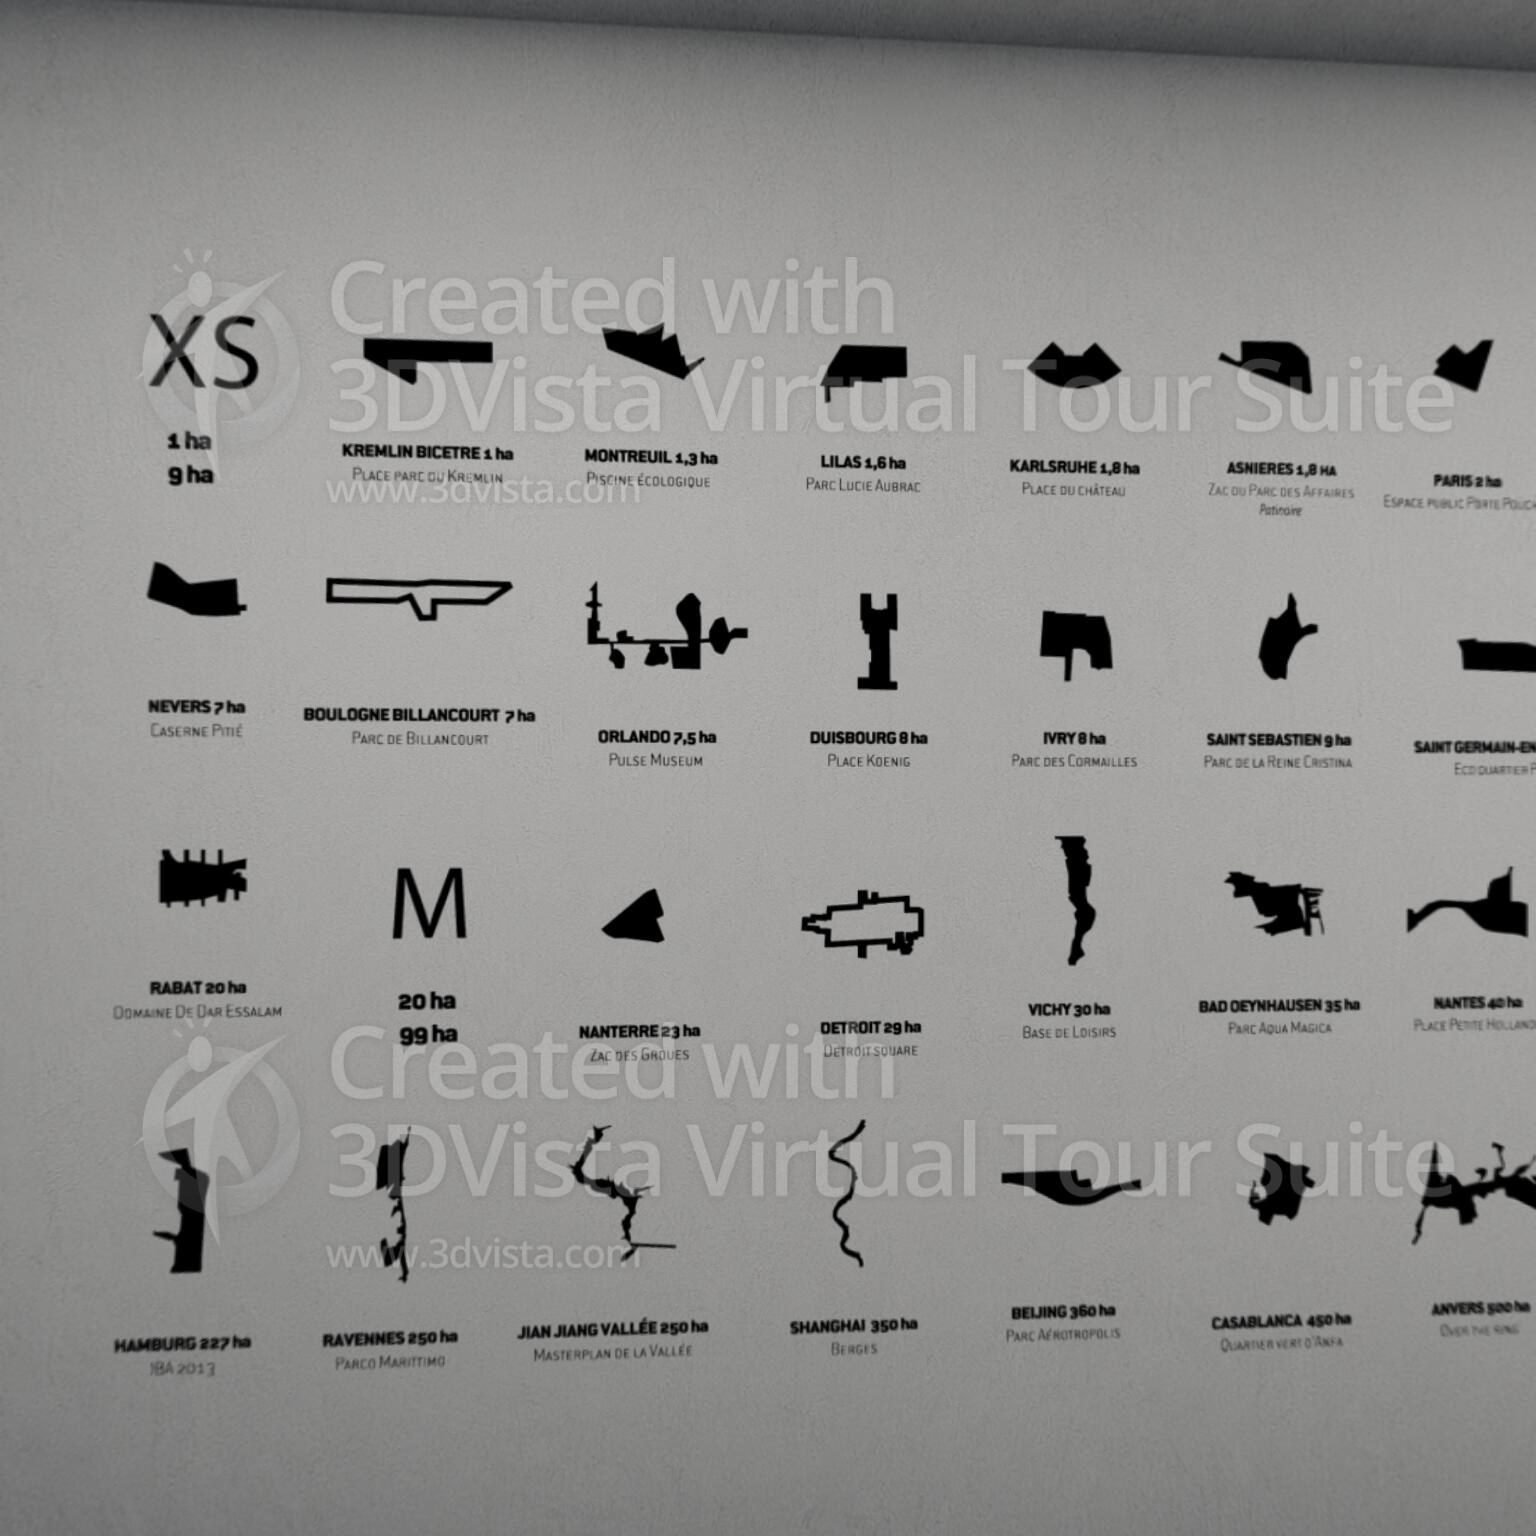 Created with
3DVista Virtual Tour Suite
www.3dvista.com
XS
1 ha
9 ha
KREMLIN BICETRE 1 ha
PLACE PARC DU KREMLIN
MONTREUIL 1,3 ha
PISCINE ÉCOLOGIQUE
LILAS 1,6 ha
PARC LUCIE AUBRAC
KARLSRUHE 1,8 ha
PLACE DU CHÂTEAU
ASNIERES 1,8 HA
ZAC DU PARC DES AFFAIRES
Patinoire
PARIS 2 ha
ESPACE PUBLIC PORTE
NEVERS 7 ha
CASERNE PITIÉ
BOULOGNE BILLANCOURT 7 ha
PARC DE BILLANCOURT
ORLANDO 7,5 ha
PULSE MUSEUM
DUISBOURG 8 ha
PLACE KOENIG
IVRY 8 ha
PARC DES CORMAILLES
SAINT SEBASTIEN 9 ha
PARC DE LA REINE CRISTINA
SAINT GERMAIN-EN
ECO QUARTIER
RABAT 20 ha
DOMAINE DE DAR ESSALAM
M
20 ha
99 ha
NANTERRE 23 ha
ZAC DES GROUES
DETROIT 29 ha
DETROIT SQUARE
VICHY 30 ha
BASE DE LOISIRS
BAD OEYNHAUSEN 35 ha
PARC AQUA MAGICA
NANTES 40 ha
PLACE PETITE HOLLAND
Created with
3DVista Virtual Tour Suite
www.3dvista.com
HAMBURG 227 ha
IBA 2013
RAVENNES 250 ha
PARCO MARITTIMO
JIAN JIANG VALLÉE 250 ha
MASTERPLAN DE LA VALLÉE
SHANGHAI 350 ha
BERGES
BEIJING 360 ha
PARC AÉROTROPOLIS
CASABLANCA 450 ha
QUARTIER VERT D'ANFA
ANVERS 500 ha
OVER THE RING